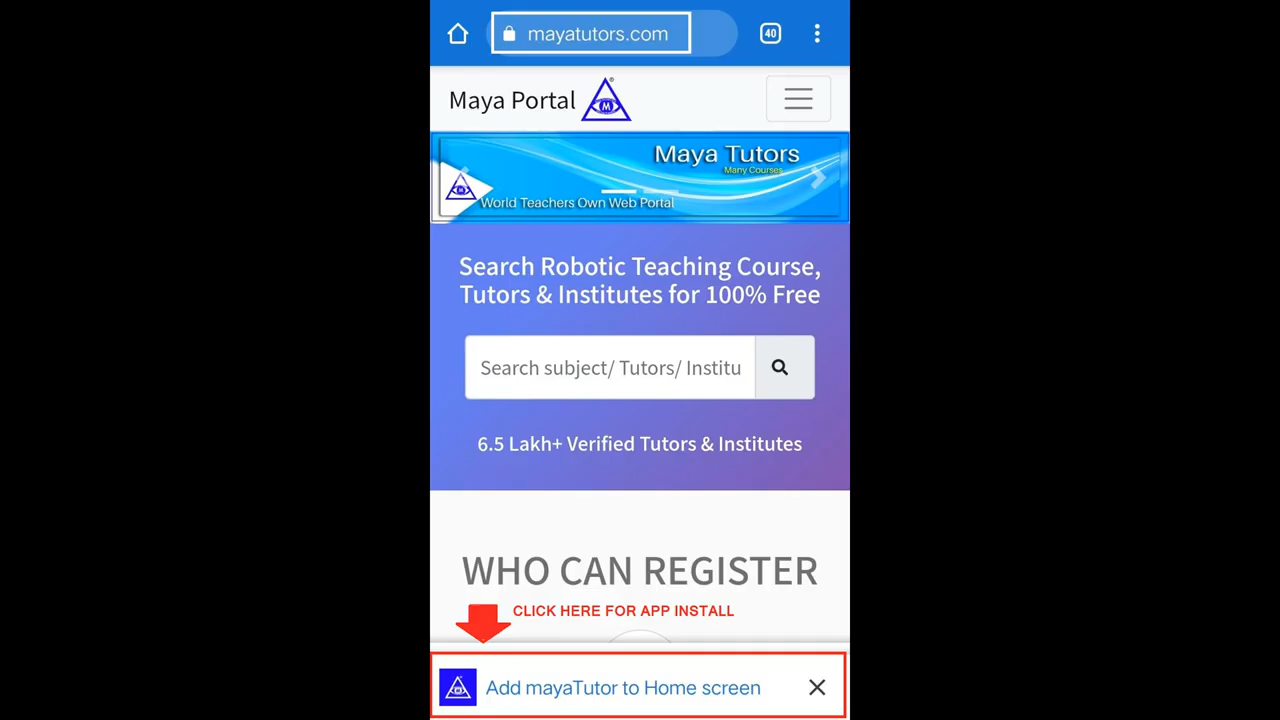 mayatutors.com
40
Maya Portal
M
Maya Tutors
Many Courses
World Teachers Own Web Portal
Search Robotic Teaching Course,
Tutors & Institutes for 100% Free
Search subject/ Tutors/ Institu
6.5 Lakh+ Verified Tutors & Institutes
WHO CAN REGISTER
CLICK HERE FOR APP INSTALL
Add mayaTutor to Home screen